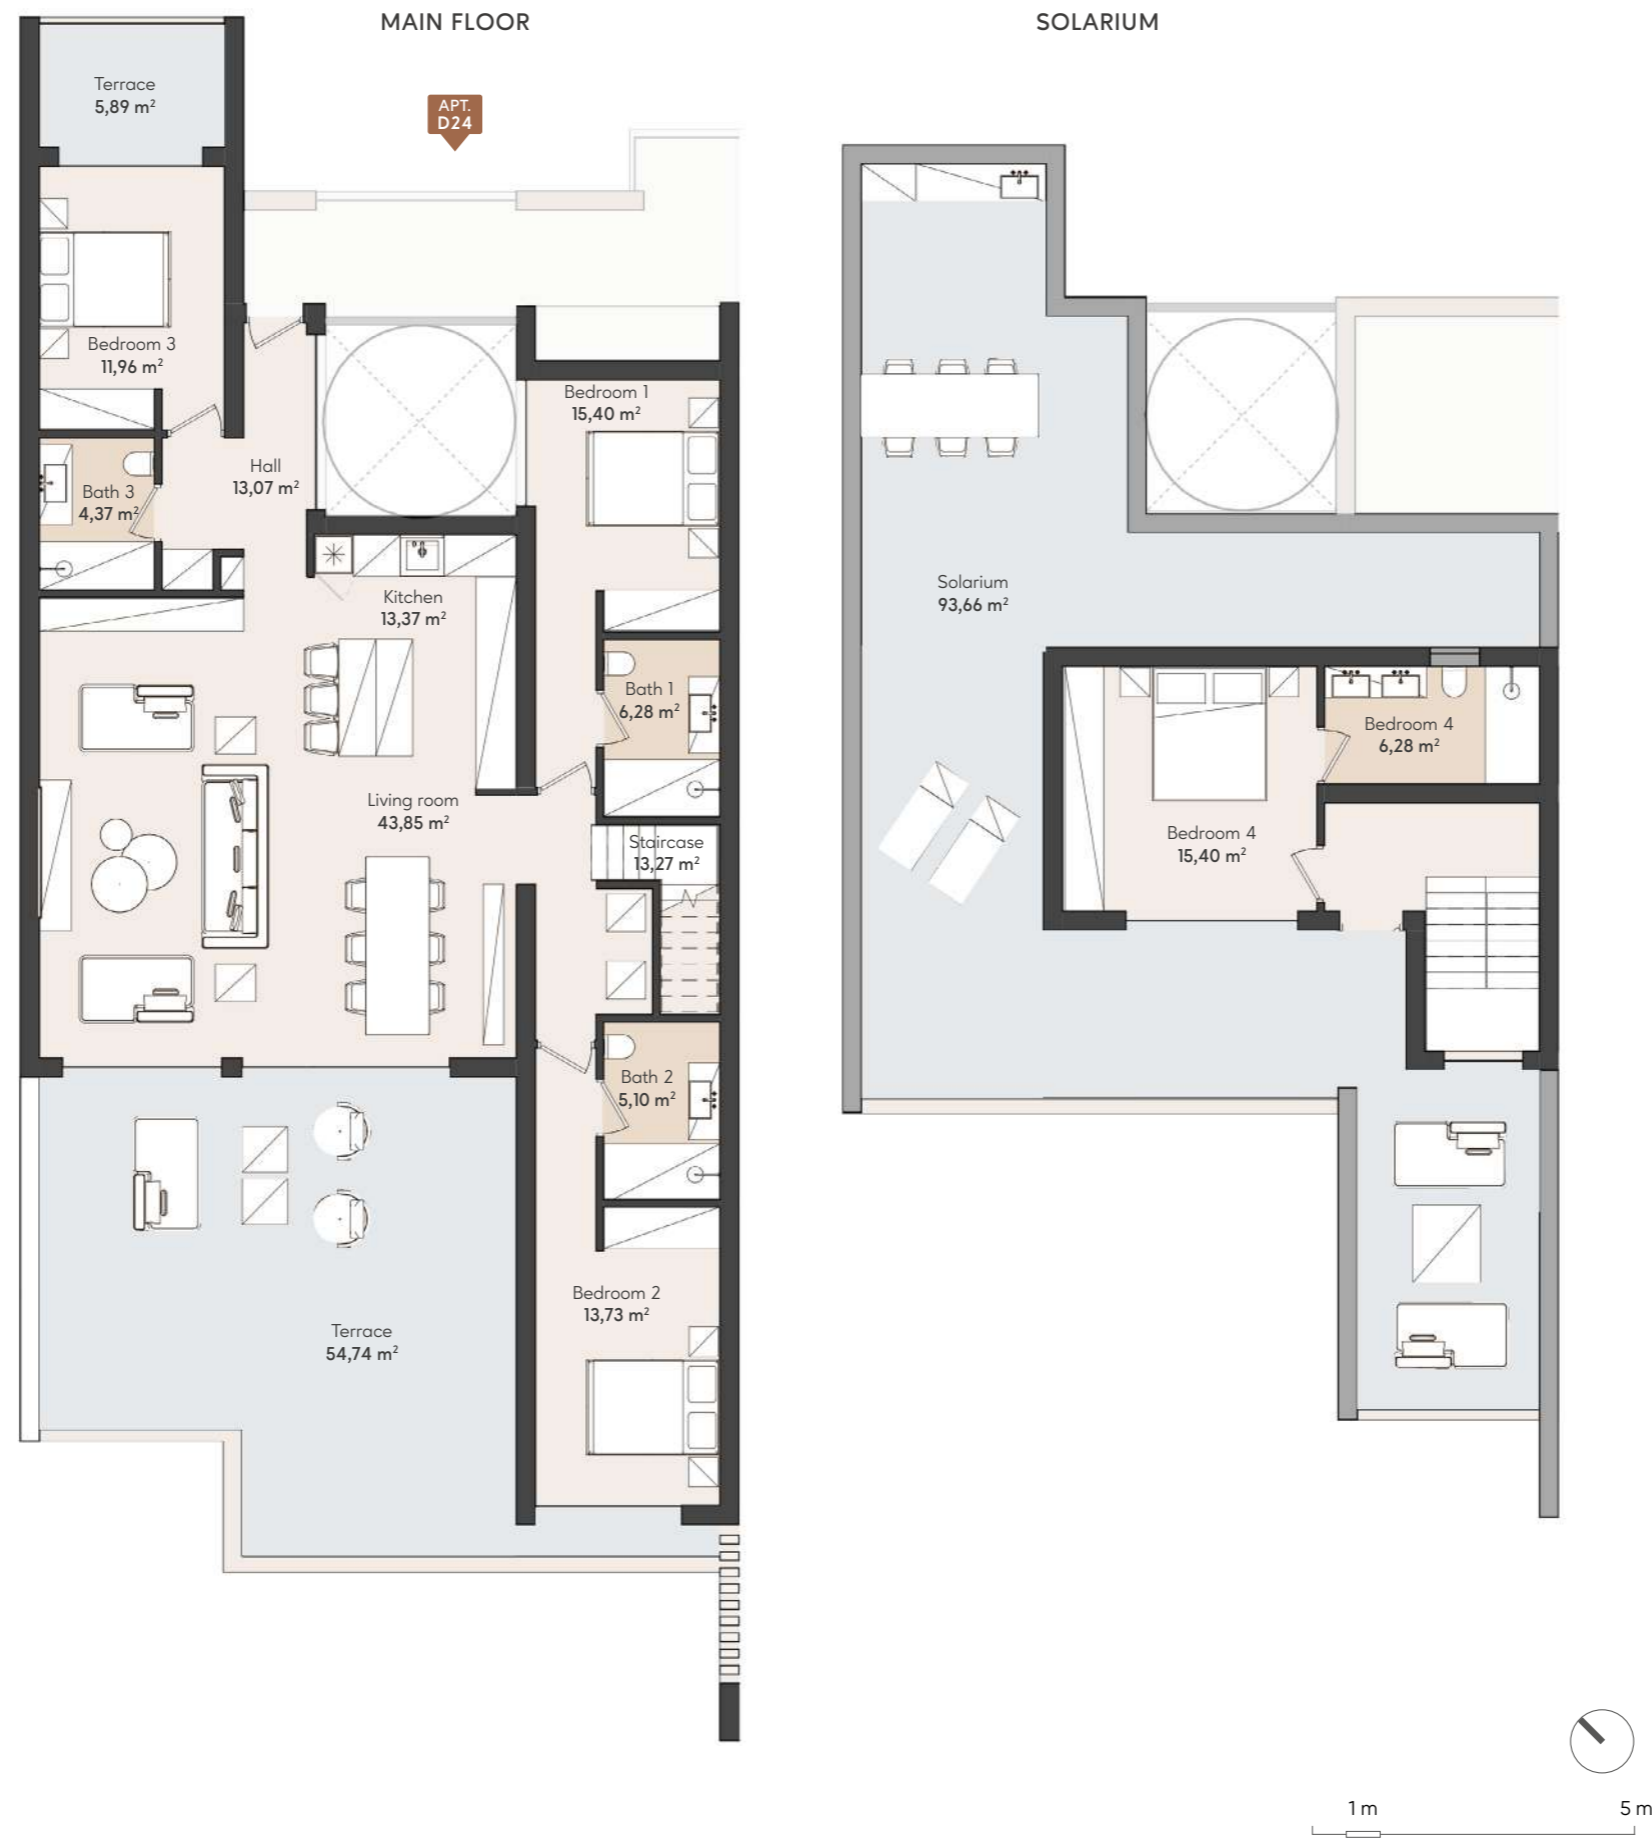 MAIN FLOOR
SOLARIUM
Terrace
5,89 m²
APT.
D24
Bedroom 3
11,96 m²
Bedroom 1
15,40 m²
Hall
13,07 m²
Bath 3
4,37 m²
Kitchen
13,37 m²
Bath 1
6,28 m²
Living room
43,85 m²
Staircase
13,27 m²
Bath 2
5,10 m²
Bedroom 2
13,73 m²
Terrace
54,74 m²
Solarium
93,66 m²
Bedroom 4
6,28 m²
Bedroom 4
15,40 m²
1 m
5 m